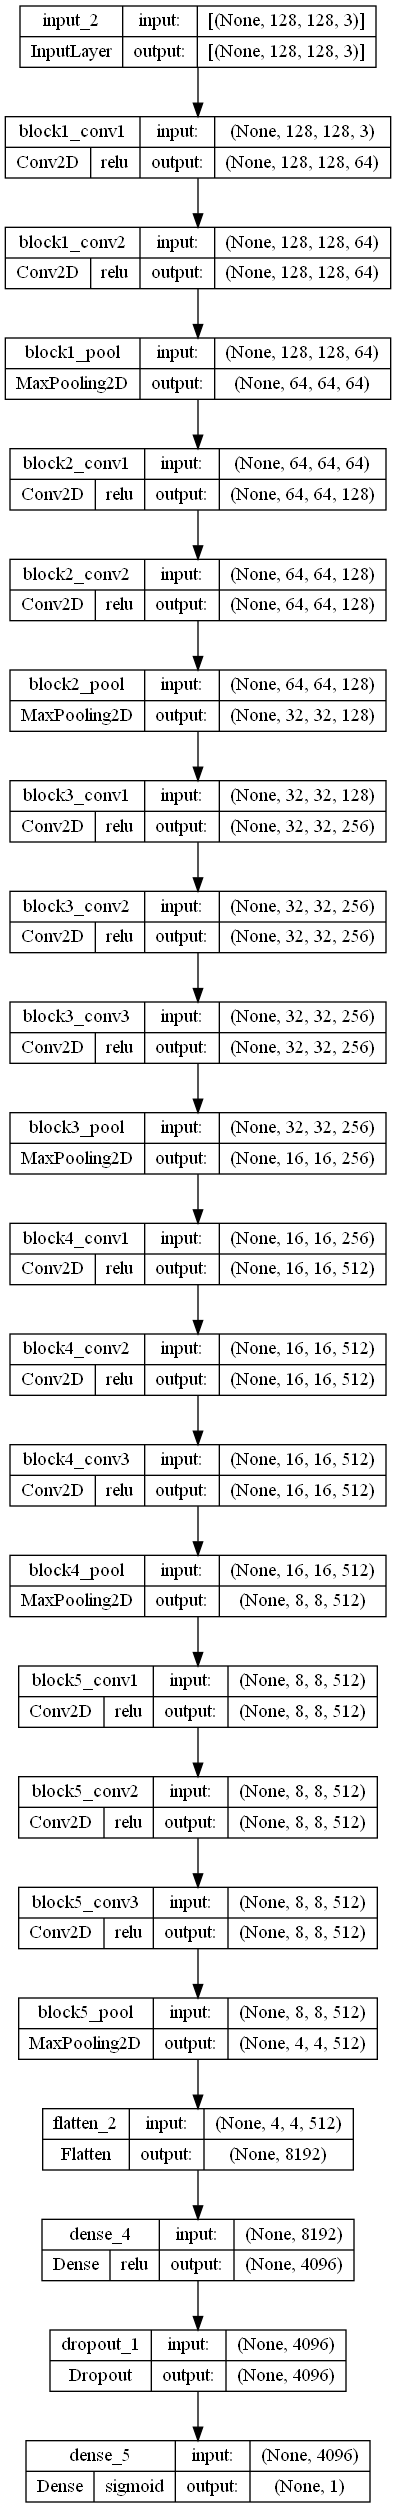 input_2 input: [(None, 128, 128, 3)]
InputLayer output: [(None, 128, 128, 3)]
block1_conv1 input: (None, 128, 128, 3)
Conv2D relu output: (None, 128, 128, 64)
block1_conv2 input: (None, 128, 128, 64)
Conv2D relu output: (None, 128, 128, 64)
block1_pool input: (None, 128, 128, 64)
MaxPooling2D output: (None, 64, 64, 64)
block2_conv1 input: (None, 64, 64, 64)
Conv2D relu output: (None, 64, 64, 128)
block2_conv2 input: (None, 64, 64, 128)
Conv2D relu output: (None, 64, 64, 128)
block2_pool input: (None, 64, 64, 128)
MaxPooling2D output: (None, 32, 32, 128)
block3_conv1 input: (None, 32, 32, 128)
Conv2D relu output: (None, 32, 32, 256)
block3_conv2 input: (None, 32, 32, 256)
Conv2D relu output: (None, 32, 32, 256)
block3_conv3 input: (None, 32, 32, 256)
Conv2D relu output: (None, 32, 32, 256)
block3_pool input: (None, 32, 32, 256)
MaxPooling2D output: (None, 16, 16, 256)
block4_conv1 input: (None, 16, 16, 256)
Conv2D relu output: (None, 16, 16, 512)
block4_conv2 input: (None, 16, 16, 512)
Conv2D relu output: (None, 16, 16, 512)
block4_conv3 input: (None, 16, 16, 512)
Conv2D relu output: (None, 16, 16, 512)
block4_pool input: (None, 16, 16, 512)
MaxPooling2D output: (None, 8, 8, 512)
block5_conv1 input: (None, 8, 8, 512)
Conv2D relu output: (None, 8, 8, 512)
block5_conv2 input: (None, 8, 8, 512)
Conv2D relu output: (None, 8, 8, 512)
block5_conv3 input: (None, 8, 8, 512)
Conv2D relu output: (None, 8, 8, 512)
block5_pool input: (None, 8, 8, 512)
MaxPooling2D output: (None, 4, 4, 512)
flatten_2 input: (None, 4, 4, 512)
Flatten output: (None, 8192)
dense_4 input: (None, 8192)
Dense relu output: (None, 4096)
dropout_1 input: (None, 4096)
Dropout output: (None, 4096)
dense_5 input: (None, 4096)
Dense sigmoid output: (None, 1)